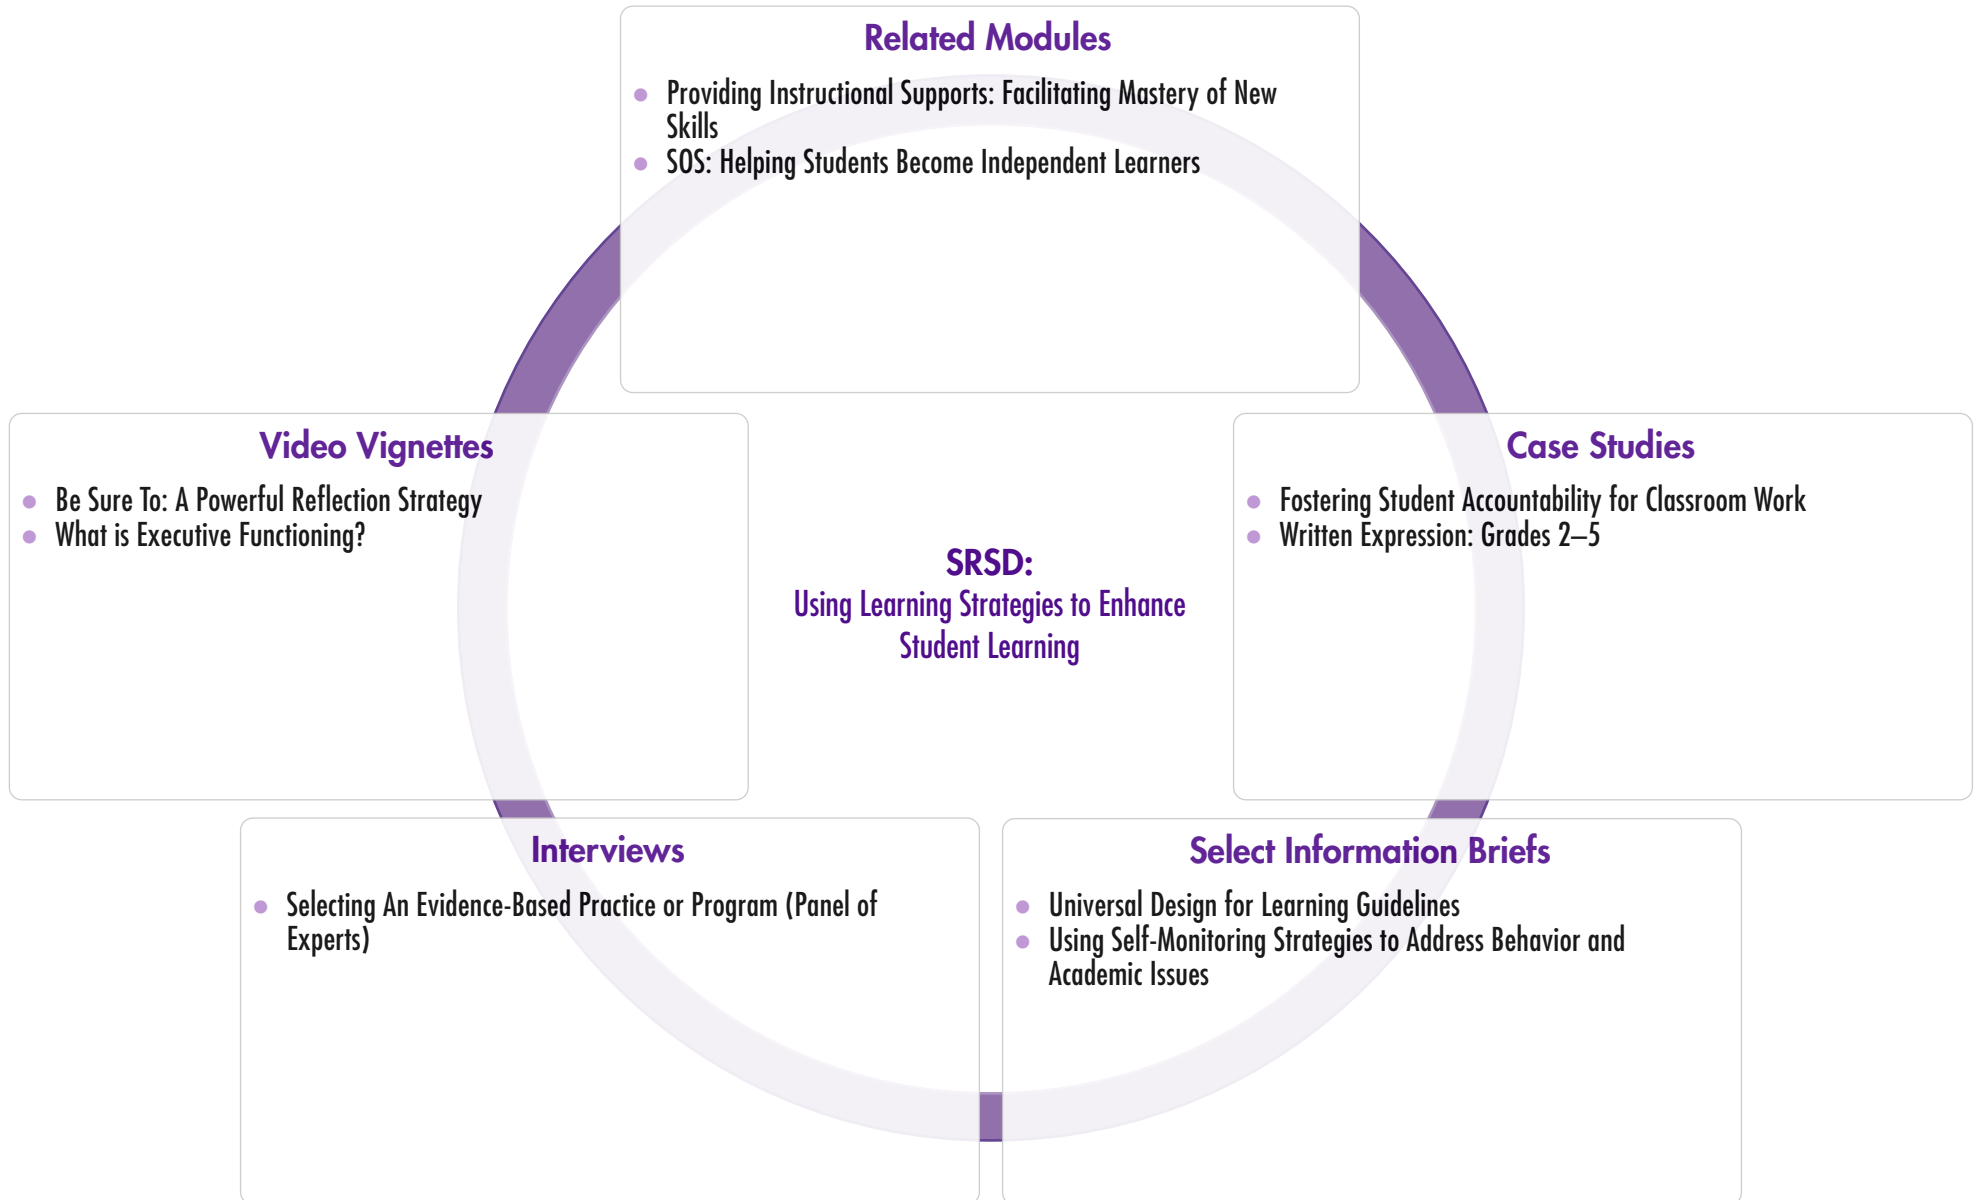 Related Modules
Providing Instructional Supports: Facilitating Mastery of New
Skills
SOS: Helping Students Become Independent Learners
Video Vignettes
Be Sure To: A Powerful Reflection Strategy
What is Executive Functioning?
SRSD:
Using Learning Strategies to Enhance
Student Learning
Case Studies
Fostering Student Accountability for Classroom Work
Written Expression: Grades 2–5
Interviews
Selecting An Evidence-Based Practice or Program (Panel of
Experts)
Select Information Briefs
Universal Design for Learning Guidelines
Using Self-Monitoring Strategies to Address Behavior and
Academic Issues